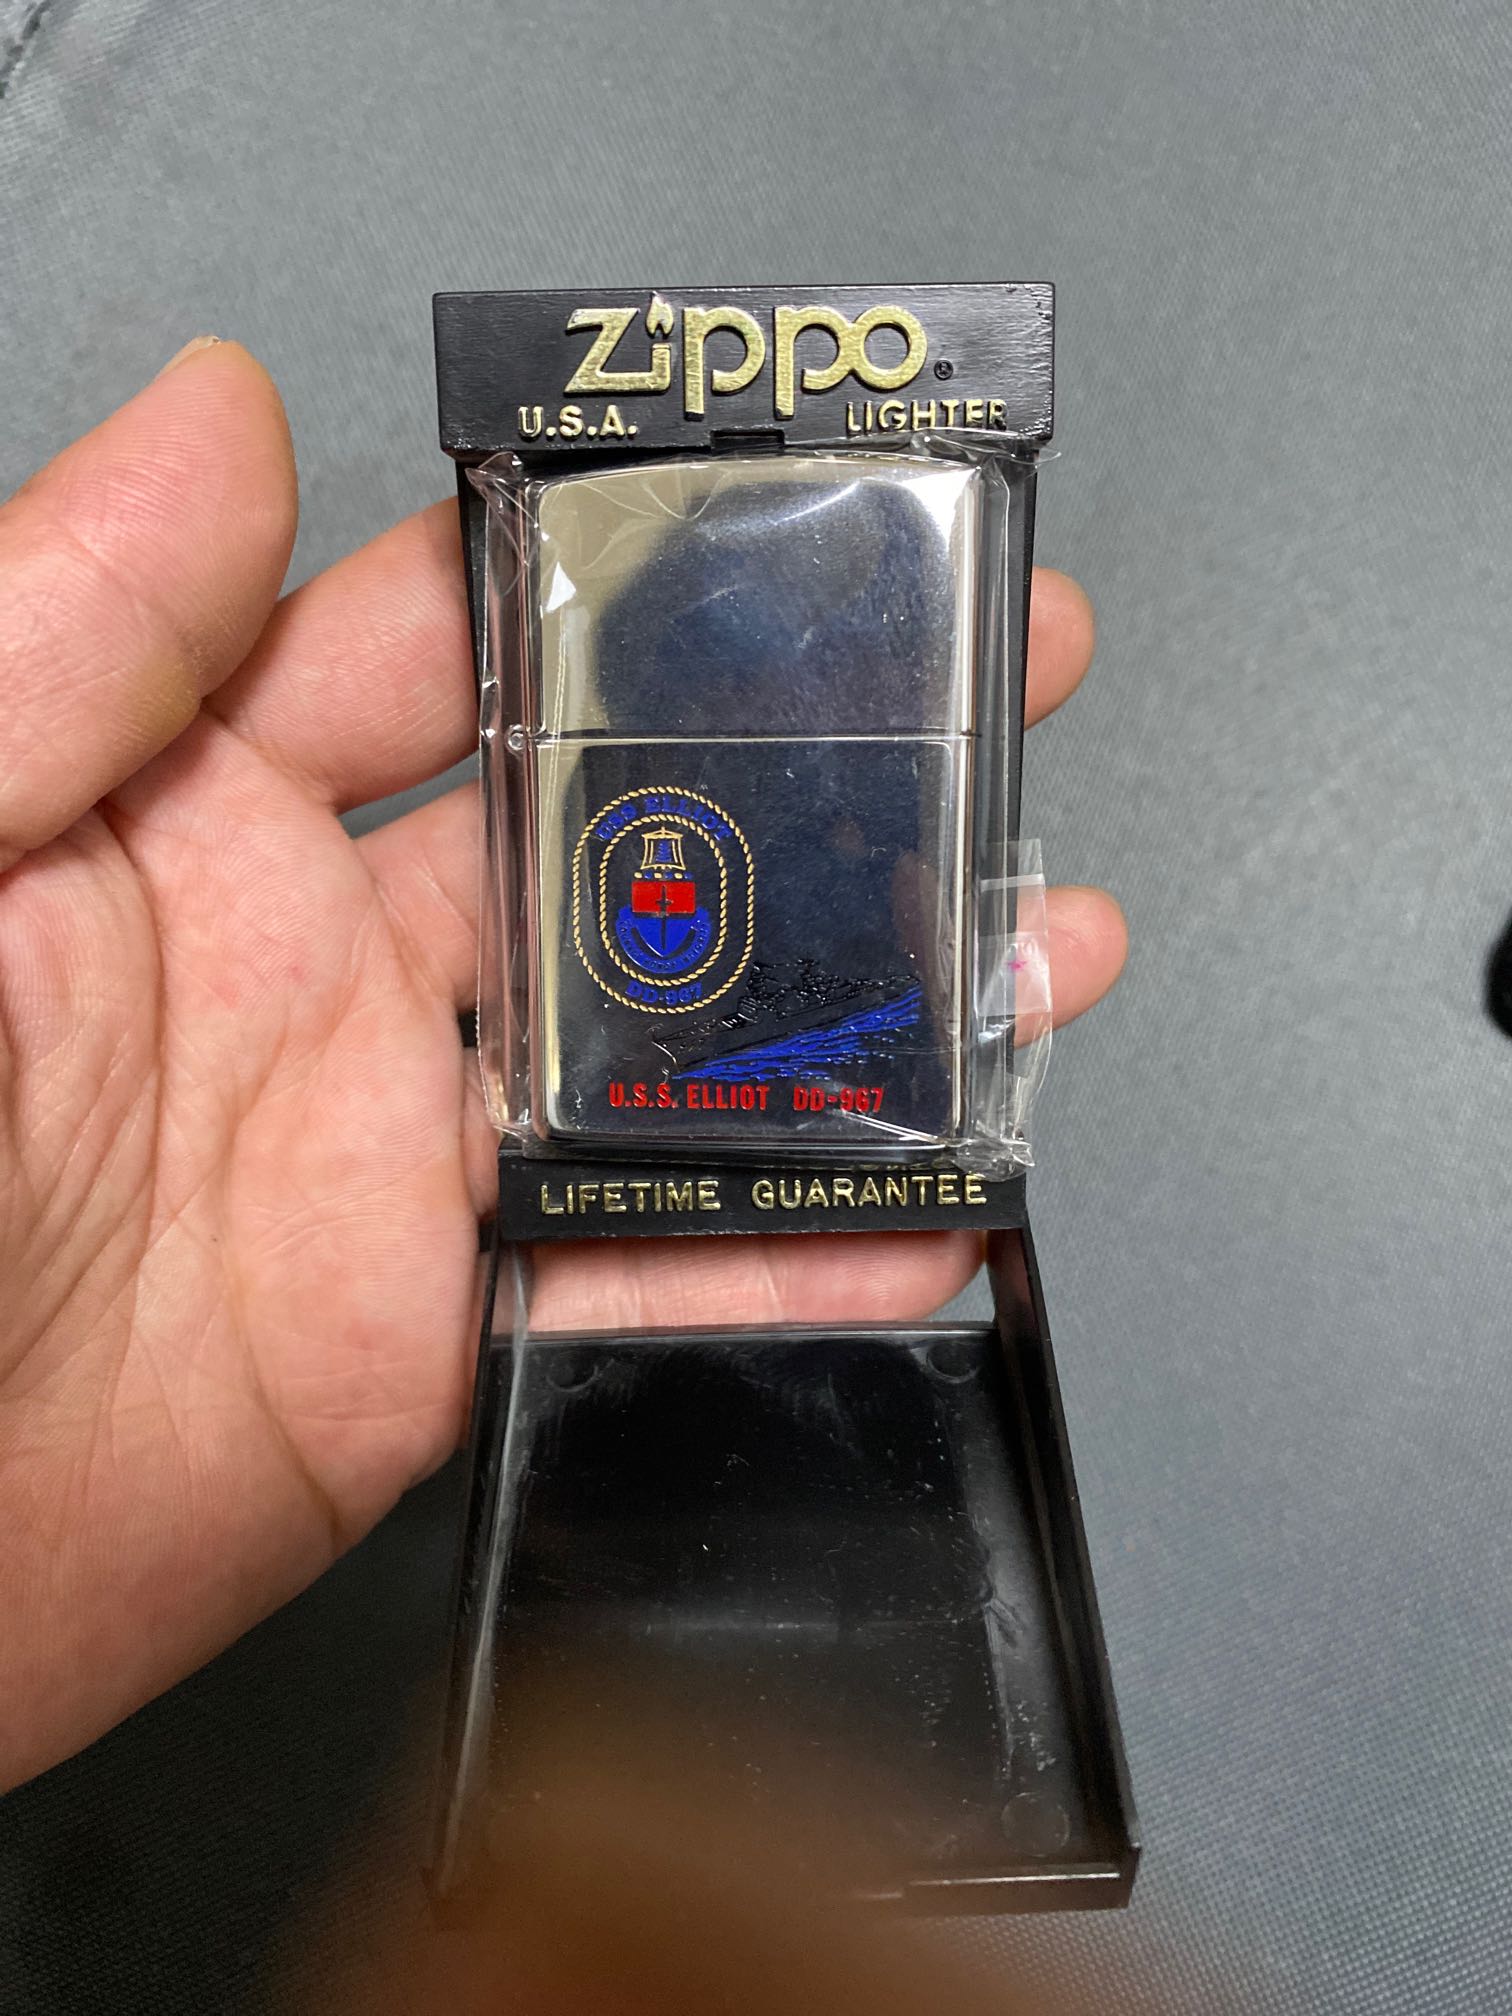 Zippo®
U.S.A. LIGHTER
USS ELLIOT
DD-967
U.S.S. ELLIOT DD-967
LIFETIME GUARANTEE